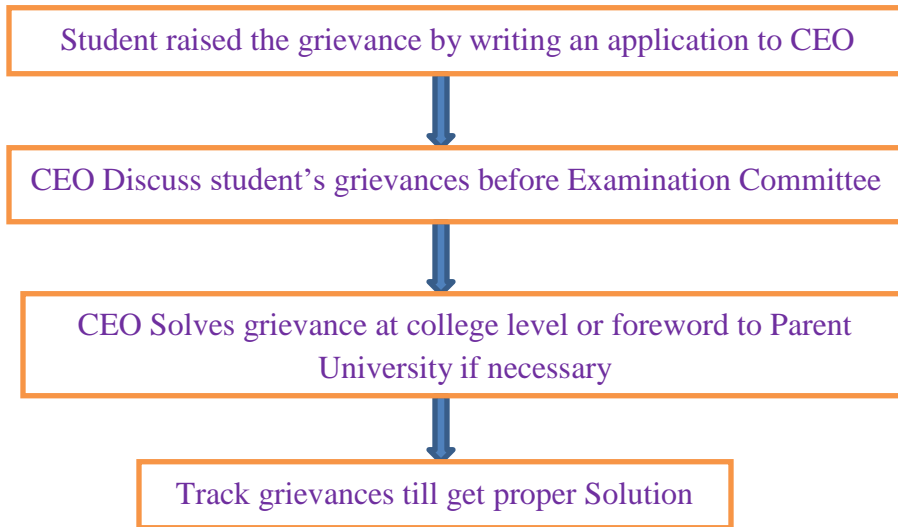 Student raised the grievance by writing an application to CEO
CEO Discuss student’s grievances before Examination Committee
CEO Solves grievance at college level or foreword to Parent
University if necessary
Track grievances till get proper Solution